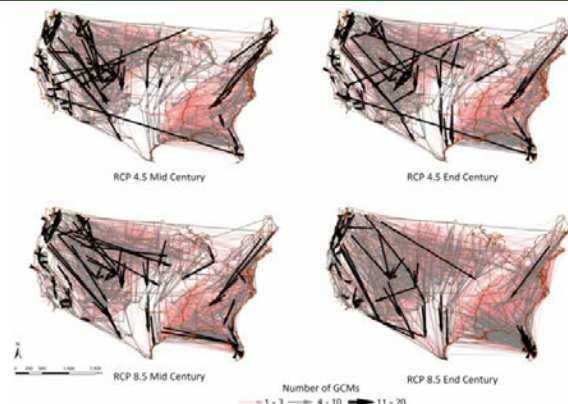 RCP 4.5 Mid Century
RCP 4.5 End Century
RCP 8.5 Mid Century
RCP 8.5 End Century
N
Number of GCMs
1 - 3 4 - 10 11 - 20